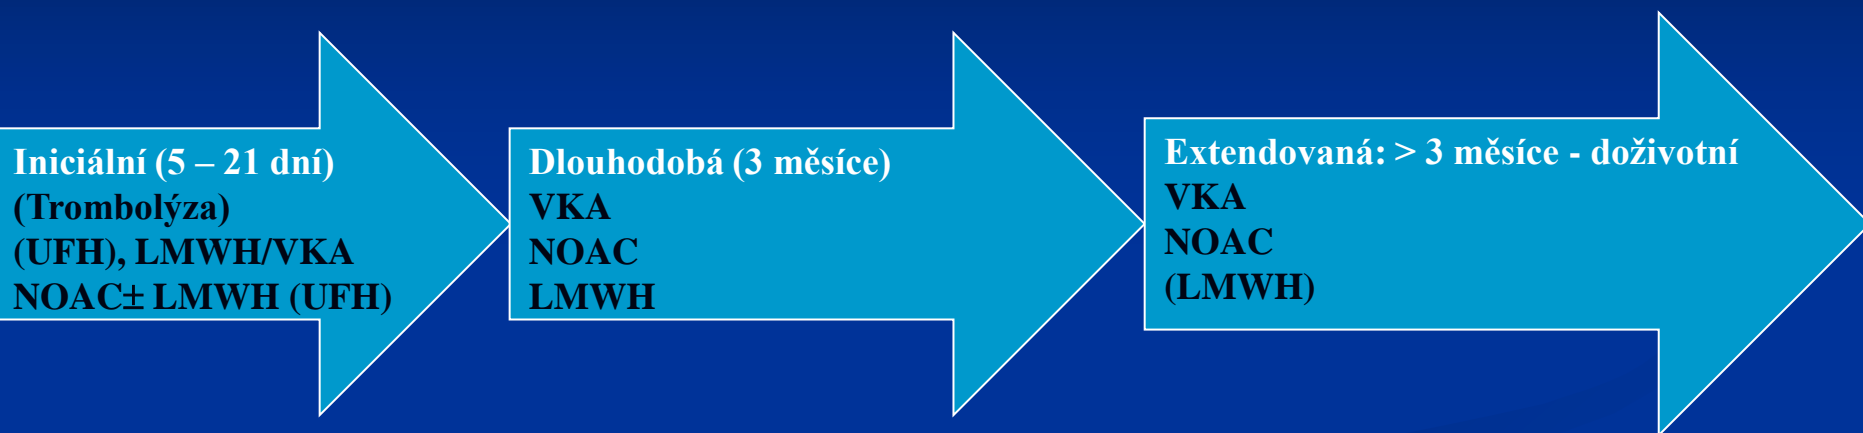 Iniciální (5 – 21 dní)
(Trombolýza)
(UFH), LMWH/VKA
NOAC± LMWH (UFH)
Dlouhodobá (3 měsíce)
VKA
NOAC
LMWH
Extendovaná: > 3 měsíce - doživotní
VKA
NOAC
(LMWH)